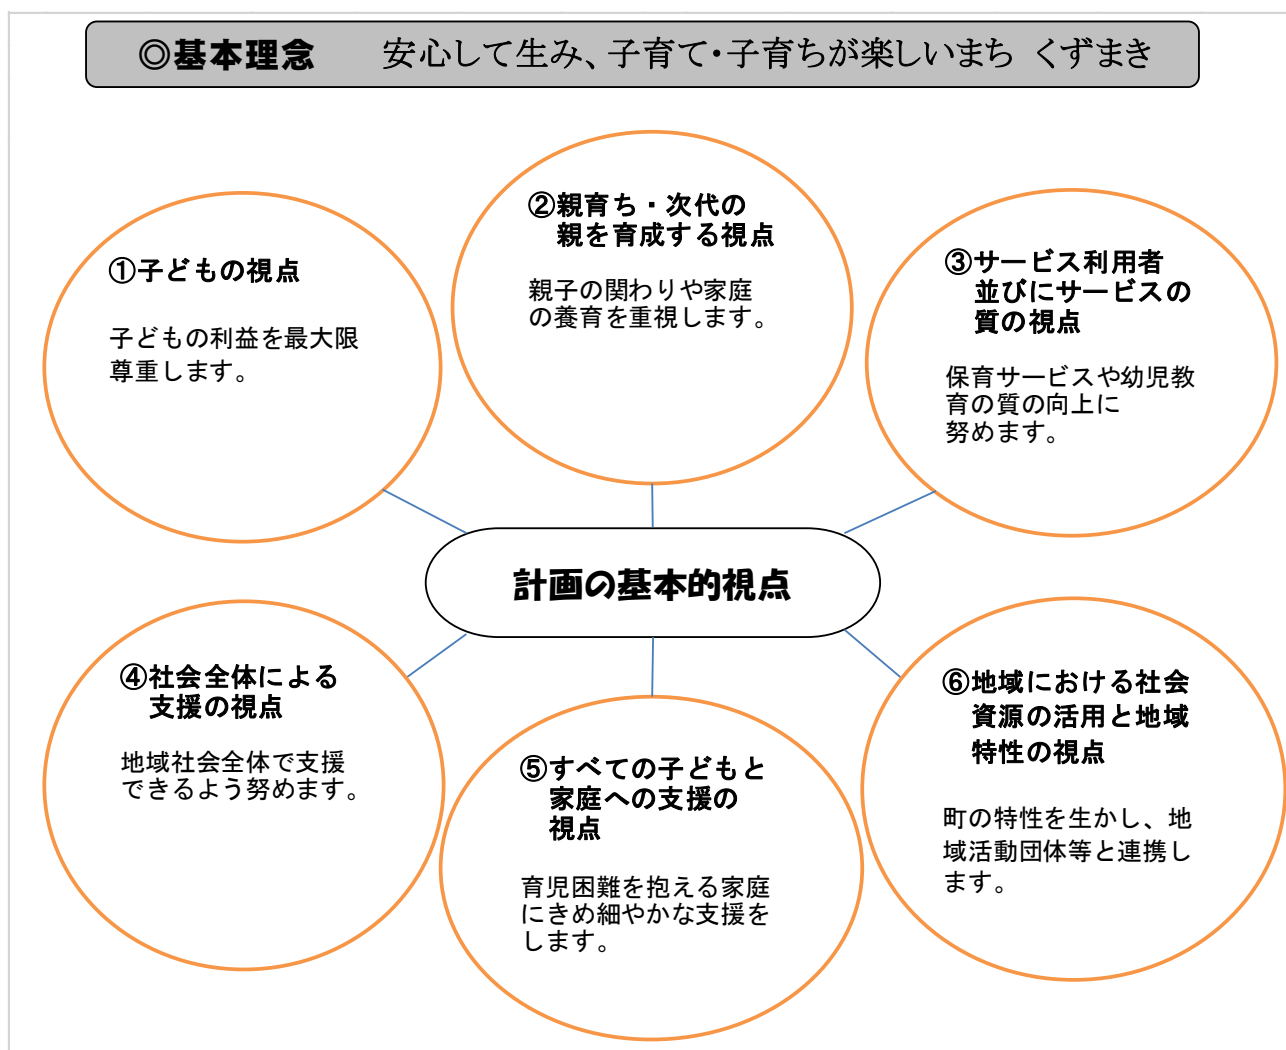 ◎基本理念　　安心して生み、子育て・子育ちが楽しいまち くずまき
①子どもの視点
子どもの利益を最大限
尊重します。
②親育ち・次代の
親を育成する視点
親子の関わりや家庭
の養育を重視します。
③サービス利用者
並びにサービスの
質の視点
保育サービスや幼児教
育の質の向上に
努めます。
計画の基本的視点
④社会全体による
支援の視点
地域社会全体で支援
できるよう努めます。
⑤すべての子どもと
家庭への支援の
視点
育児困難を抱える家庭
にきめ細やかな支援を
します。
⑥地域における社会
資源の活用と地域
特性の視点
町の特性を生かし、地
域活動団体等と連携し
ます。